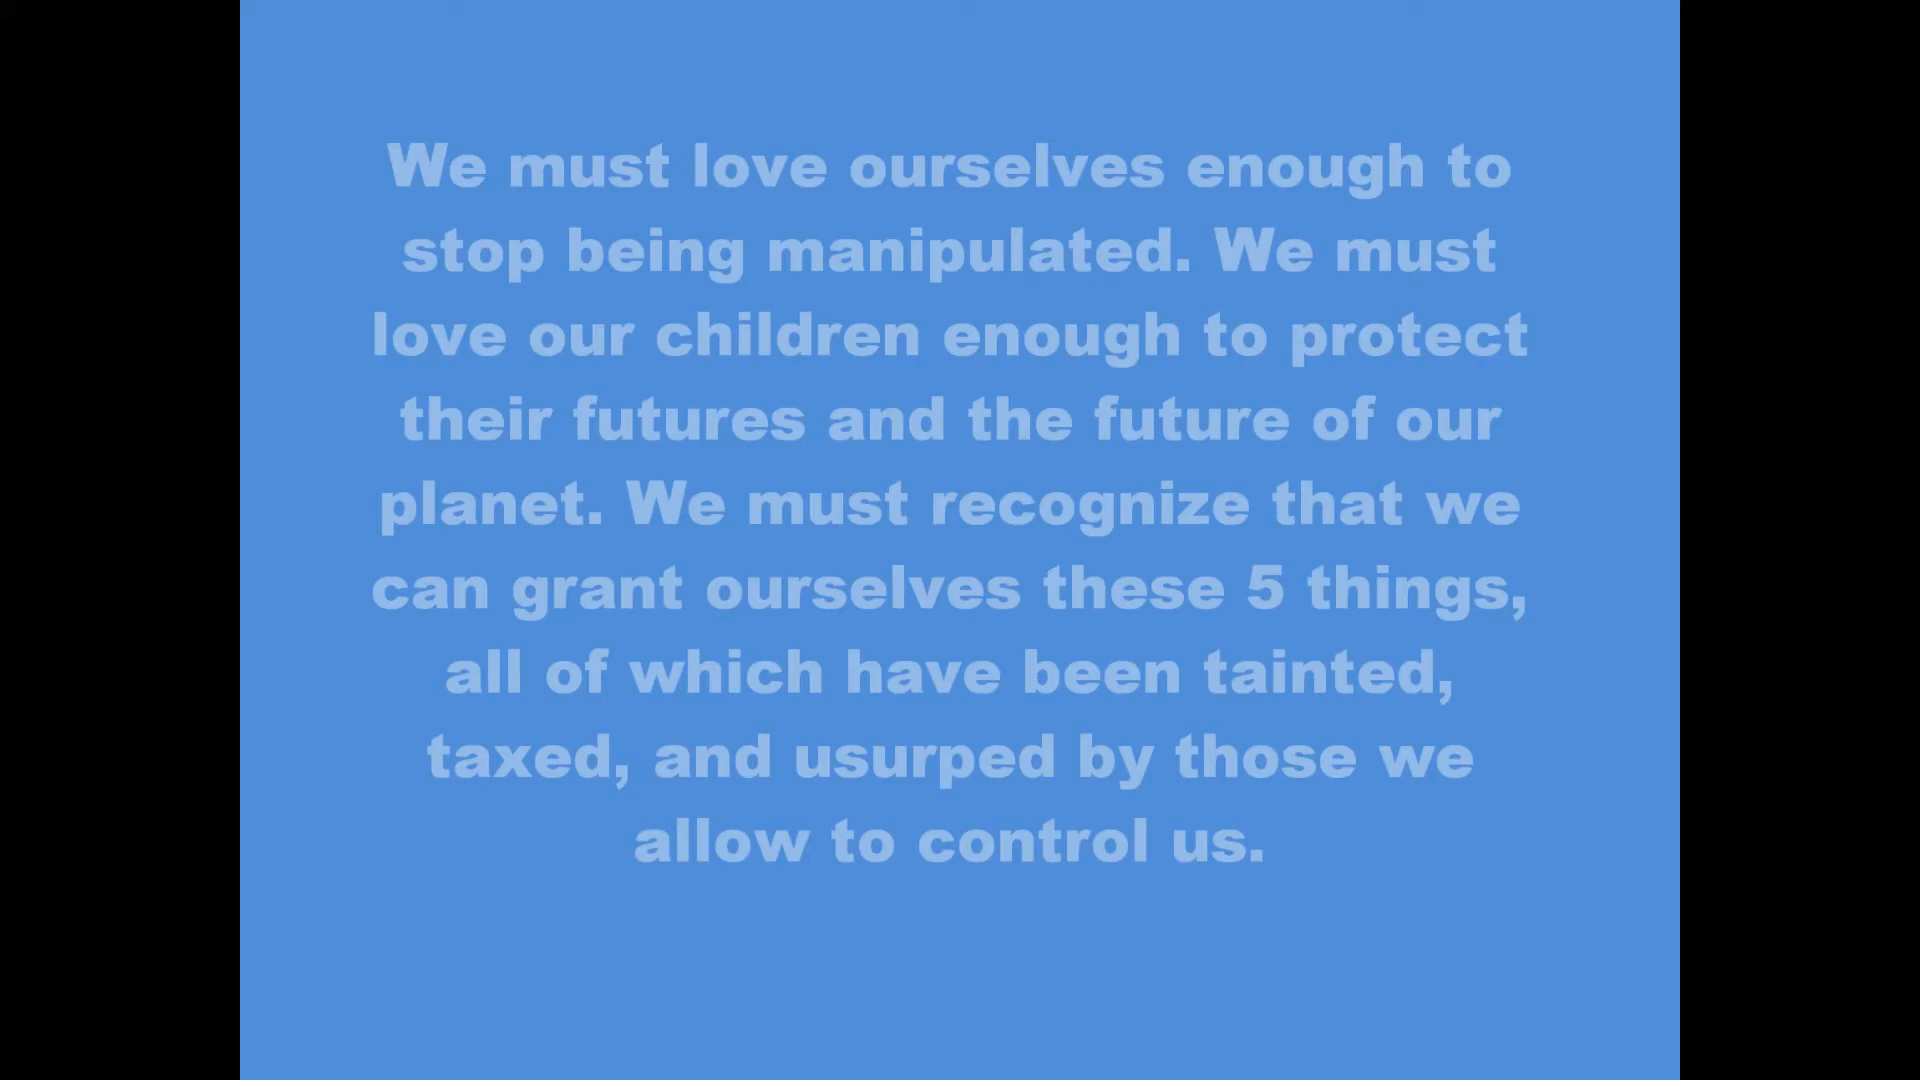 We must love ourselves enough to
stop being manipulated. We must
love our children enough to protect
their futures and the future of our
planet. We must recognize that we
can grant ourselves these 5 things,
all of which have been tainted,
taxed, and usurped by those we
allow to control us.